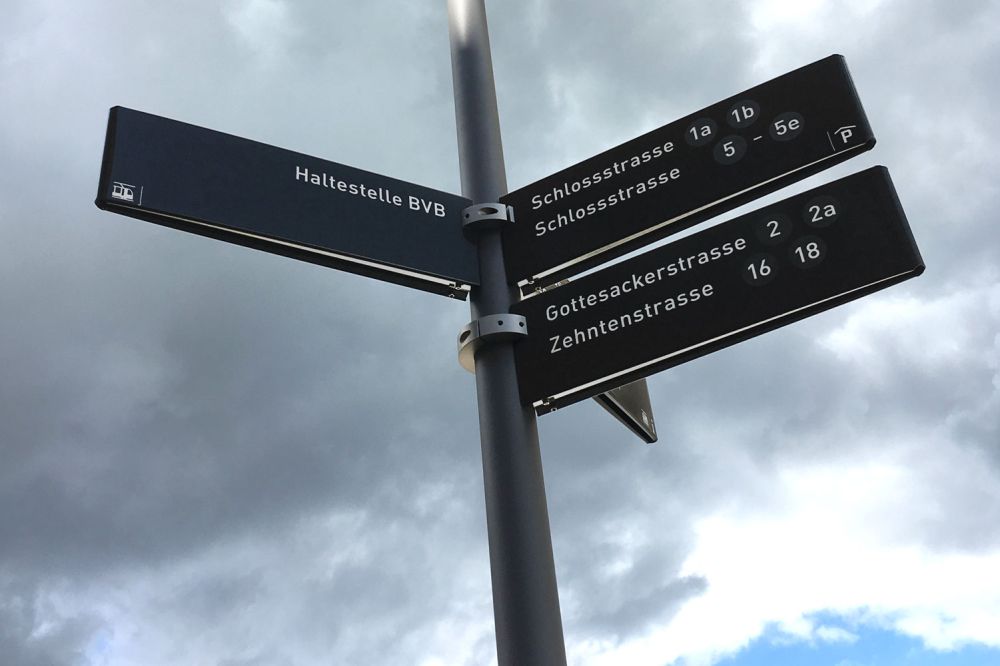 Haltestelle BVB
Schlossstrasse 1a 1b
Schlossstrasse 5 - 5e
P
Gottesackerstrasse 2 2a
Zehntenstrasse 16 18